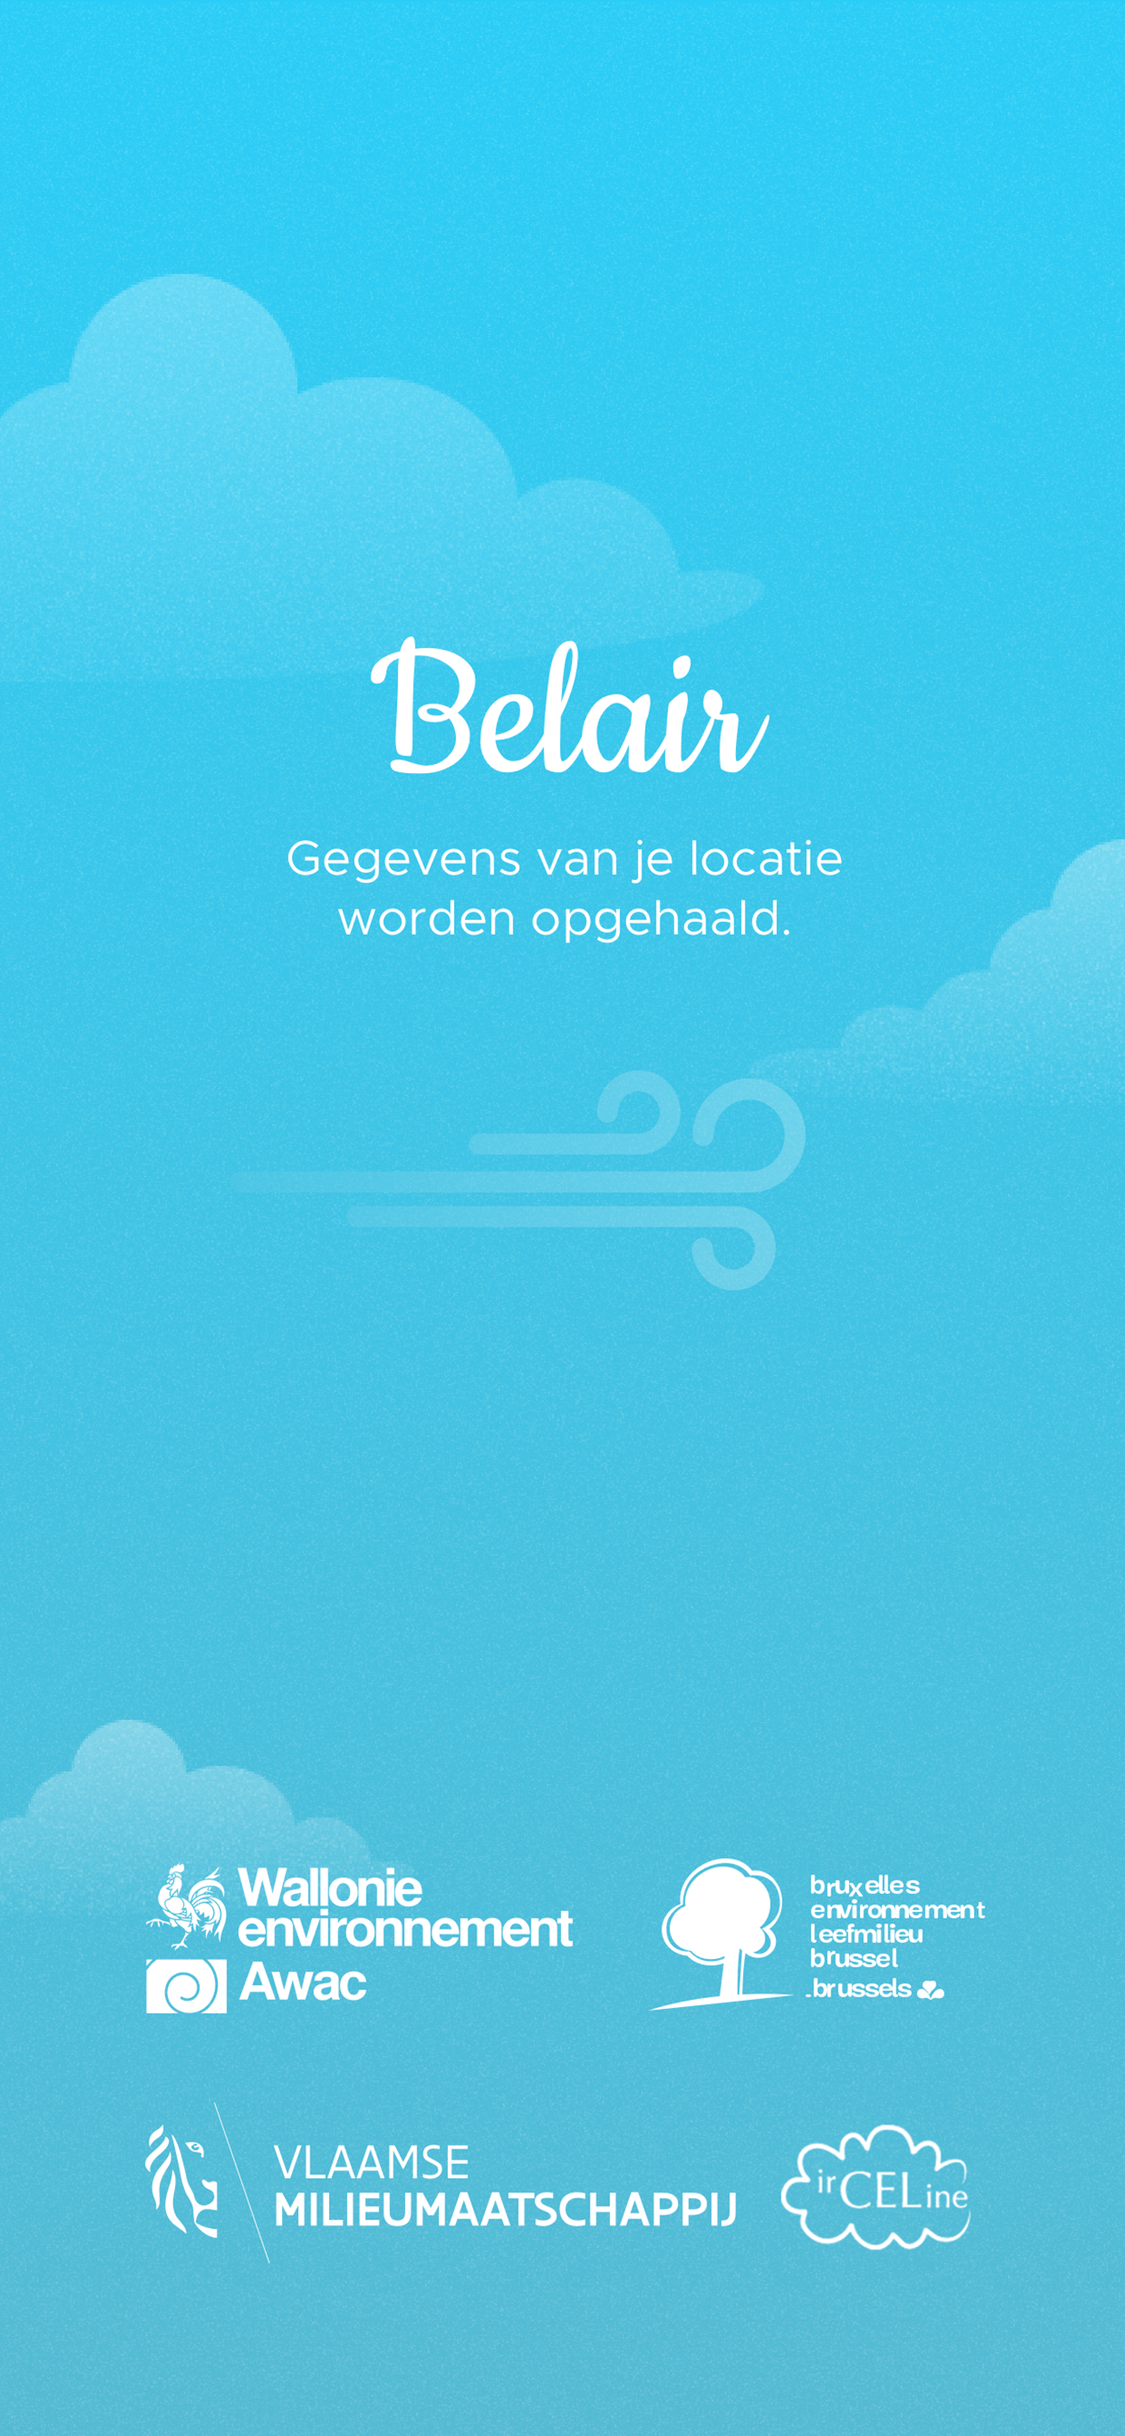 Belair
Gegevens van je locatie
worden opgehaald.
Wallonie
environnement
Awac
bruxelles
environnement
leefmilieu
brussel
.brussels
VLAAMSE
MILIEUMAATSCHAPPIJ
irCELine